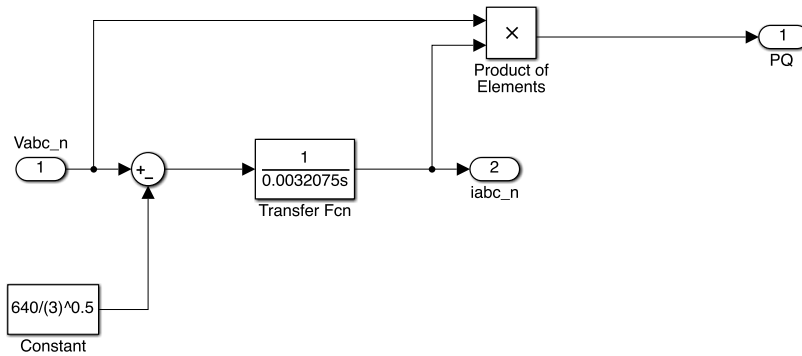 1
PQ
×
Product of
Elements
Vabc_n
1
+
−
1
0.0032075s
Transfer Fcn
2
iabc_n
640/(3)^0.5
Constant